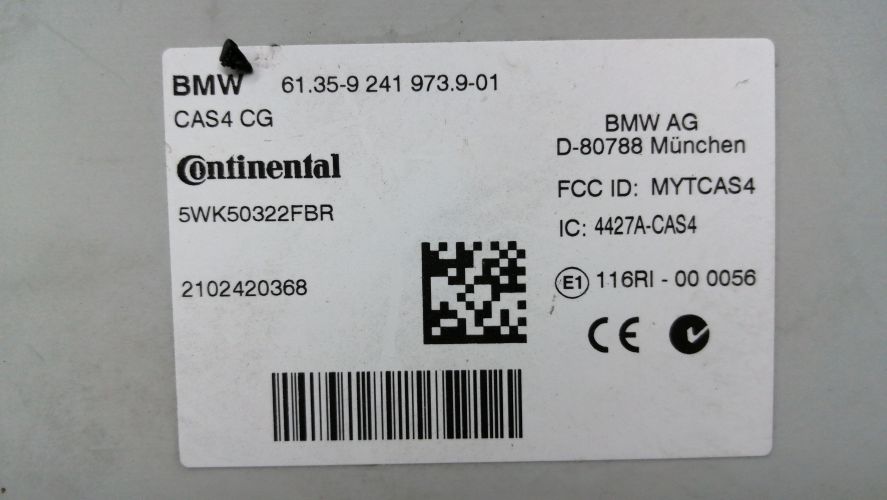 BMW 61.35-9 241 973.9-01
CAS4 CG
Continental
5WK50322FBR
2102420368
BMW AG
D-80788 München
FCC ID: MYTCAS4
IC: 4427A-CAS4
E1 116RI - 00 0056
CE